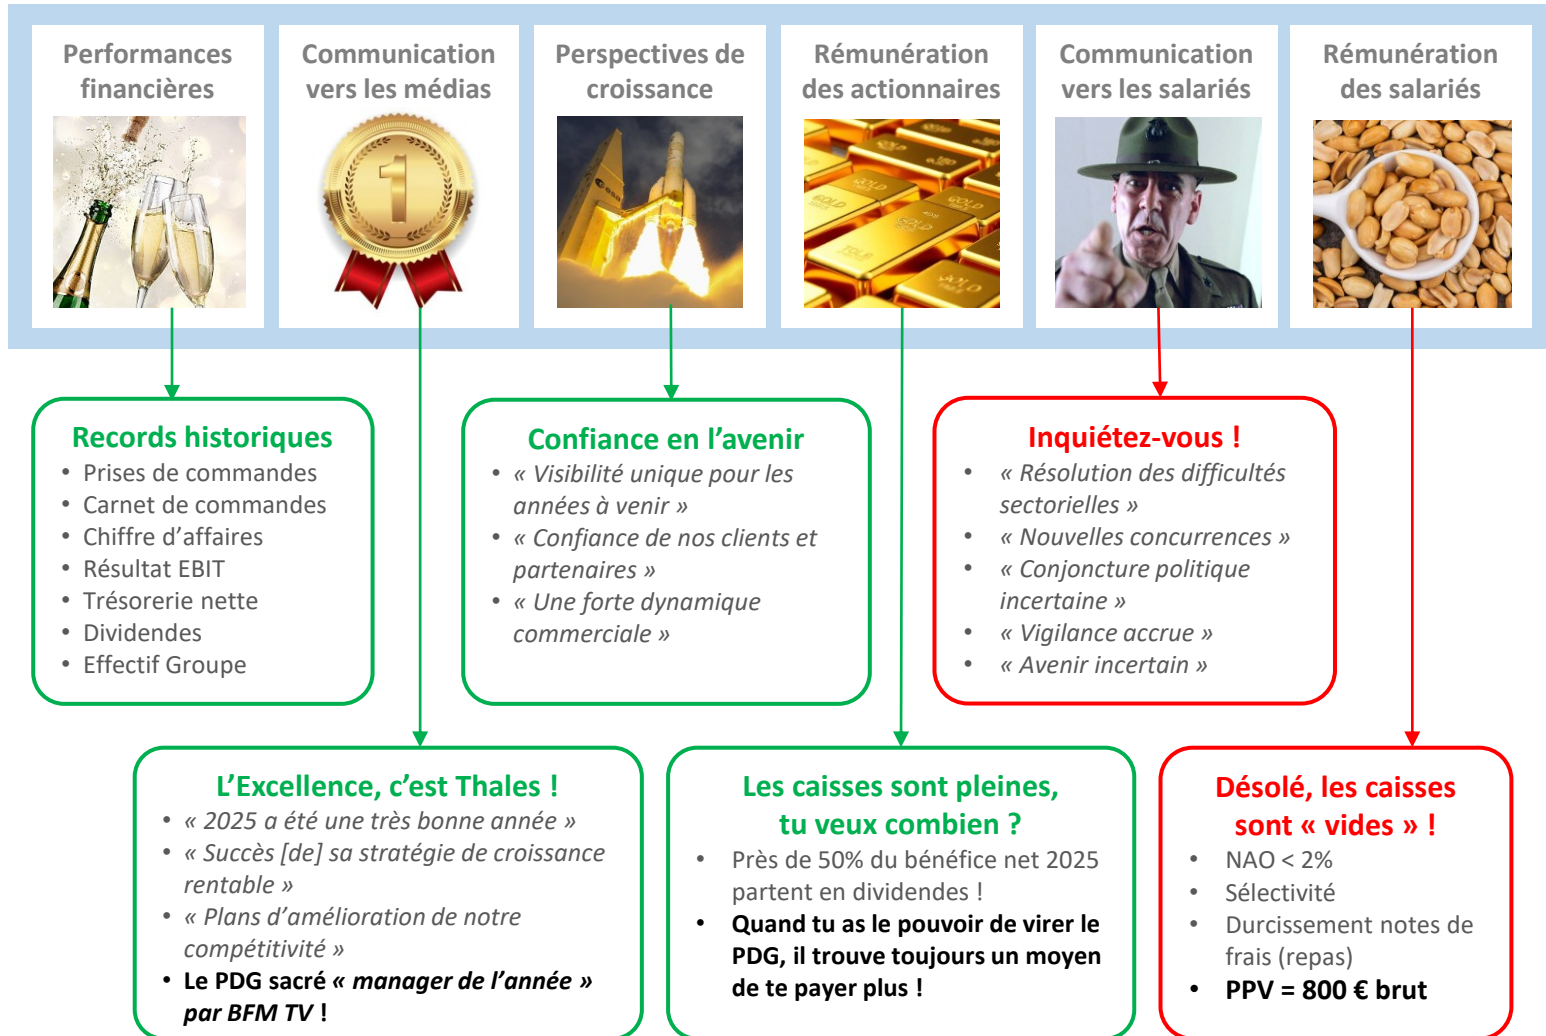 Performances
financières
Communication
vers les médias
Perspectives de
croissance
Rémunération
des actionnaires
Communication
vers les salariés
Rémunération
des salariés
1
esa
GOLD
GOLD
GOLD
GOLD
GOLD
Records historiques
• Prises de commandes
• Carnet de commandes
• Chiffre d’affaires
• Résultat EBIT
• Trésorerie nette
• Dividendes
• Effectif Groupe
Confiance en l’avenir
• « Visibilité unique pour les
années à venir »
• « Confiance de nos clients et
partenaires »
• « Une forte dynamique
commerciale »
Inquiétez-vous !
• « Résolution des difficultés
sectorielles »
• « Nouvelles concurrences »
• « Conjoncture politique
incertaine »
• « Vigilance accrue »
• « Avenir incertain »
L’Excellence, c’est Thales !
• « 2025 a été une très bonne année »
• « Succès [de] sa stratégie de croissance
rentable »
• « Plans d’amélioration de notre
compétitivité »
• Le PDG sacré « manager de l’année »
par BFM TV !
Les caisses sont pleines,
tu veux combien ?
• Près de 50% du bénéfice net 2025
partent en dividendes !
• Quand tu as le pouvoir de virer le
PDG, il trouve toujours un moyen
de te payer plus !
Désolé, les caisses
sont « vides » !
• NAO < 2%
• Sélectivité
• Durcissement notes de
frais (repas)
• PPV = 800 € brut